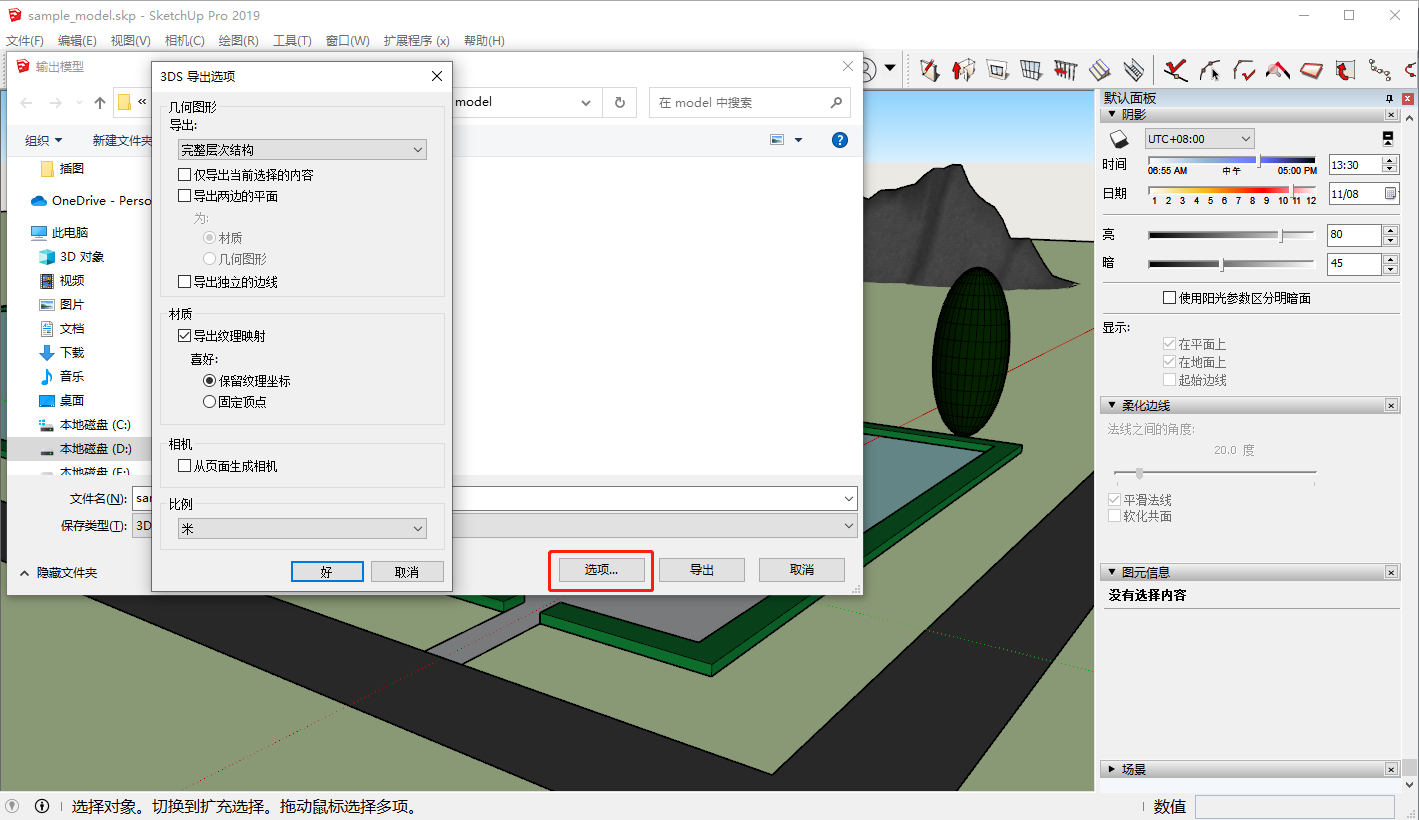 sample_model.skp - SketchUp Pro 2019
文件(F) 编辑(E) 视图(V) 相机(C) 绘图(R) 工具(T) 窗口(W) 扩展程序 (x) 帮助(H)
输出模型
« model
在 model 中搜索
组织 新建文件夹
插图
OneDrive - Perso
此电脑
3D 对象
视频
图片
文档
下载
音乐
桌面
本地磁盘 (C:)
本地磁盘 (D:)
本地磁盘 (E:)
文件名(N): sar
保存类型(T): 3D
隐藏文件夹
选项... 导出 取消
3DS 导出选项
几何图形
导出:
完整层次结构
仅导出当前选择的内容
导出两边的平面
为:
材质
几何图形
导出独立的边线
材质
导出纹理映射
喜好:
保留纹理坐标
固定顶点
相机
从页面生成相机
比例
米
好 取消
默认面板
阴影
UTC+08:00
时间 06:55 AM 中午 05:00 PM 13:30
日期 1 2 3 4 5 6 7 8 9 10 11 12 11/08
亮 80
暗 45
使用阳光参数区分明暗面
显示:
在平面上
在地面上
起始边线
柔化边线
法线之间的角度:
20.0 度
平滑法线
软化共面
图元信息
没有选择内容
场景
选择对象。切换到扩充选择。拖动鼠标选择多项。
数值